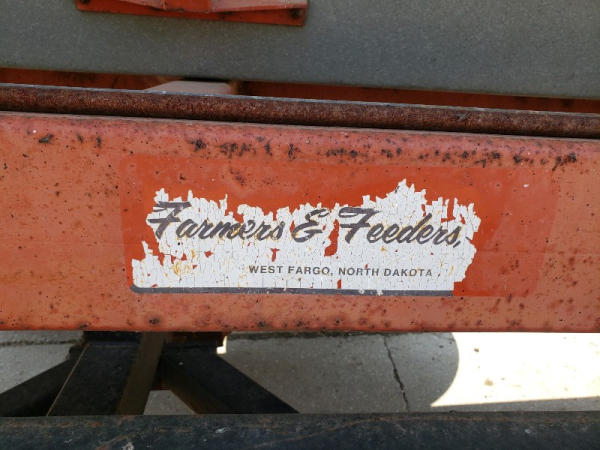 Farmers & Feeders,
WEST FARGO, NORTH DAKOTA